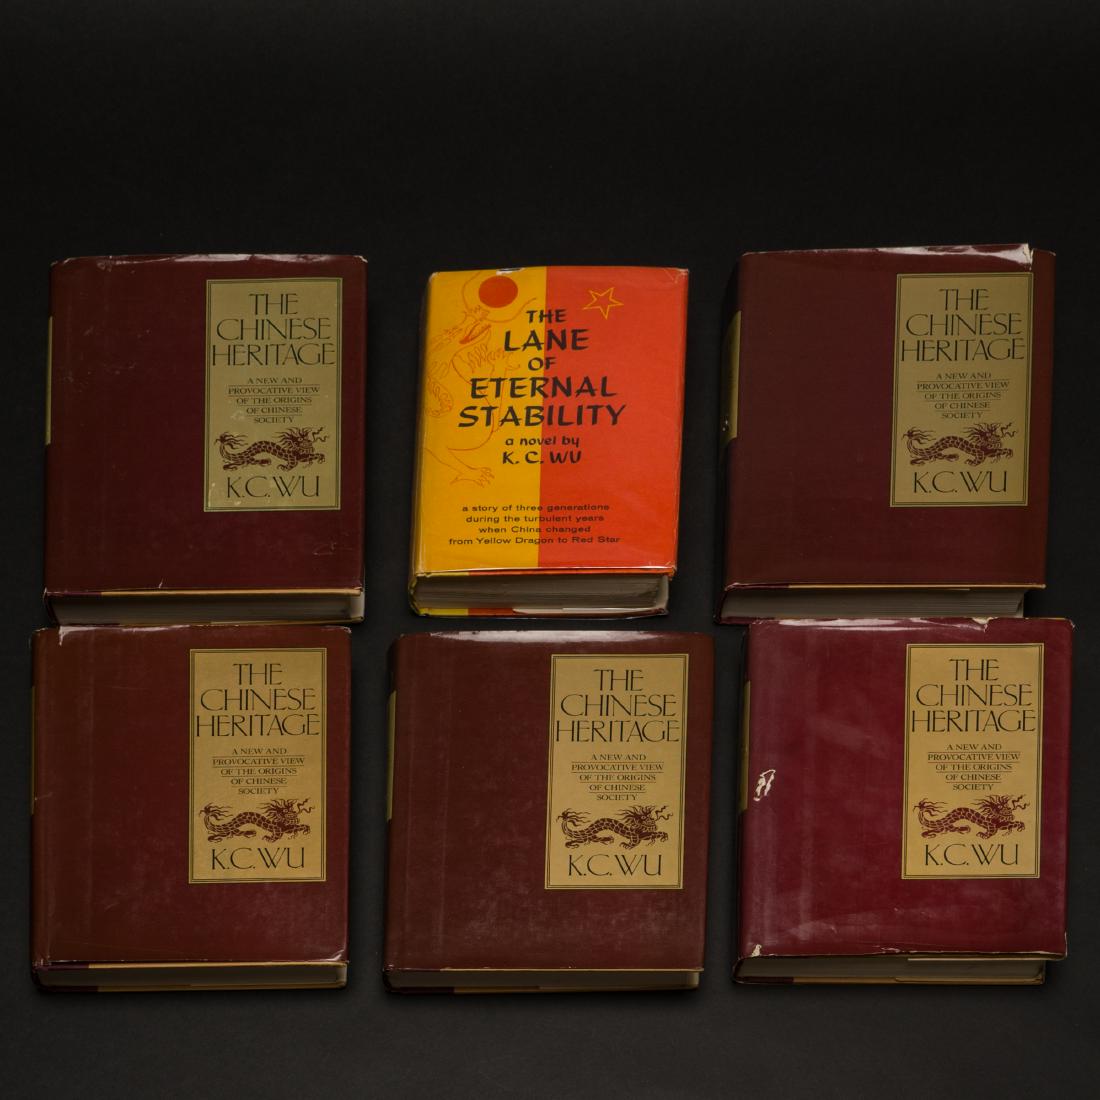 THE
CHINESE
HERITAGE
A NEW AND
PROVOCATIVE VIEW
OF THE ORIGINS
OF CHINESE
SOCIETY
K.C. WU
THE
LANE
OF
ETERNAL
STABILITY
a novel by
K. C. WU
a story of three generations
during the turbulent years
when China changed
from Yellow Dragon to Red Star
THE
CHINESE
HERITAGE
A NEW AND
PROVOCATIVE VIEW
OF THE ORIGINS
OF CHINESE
SOCIETY
K.C. WU
THE
CHINESE
HERITAGE
A NEW AND
PROVOCATIVE VIEW
OF THE ORIGINS
OF CHINESE
SOCIETY
K.C. WU
THE
CHINESE
HERITAGE
A NEW AND
PROVOCATIVE VIEW
OF THE ORIGINS
OF CHINESE
SOCIETY
K.C. WU
THE
CHINESE
HERITAGE
A NEW AND
PROVOCATIVE VIEW
OF THE ORIGINS
OF CHINESE
SOCIETY
K.C. WU